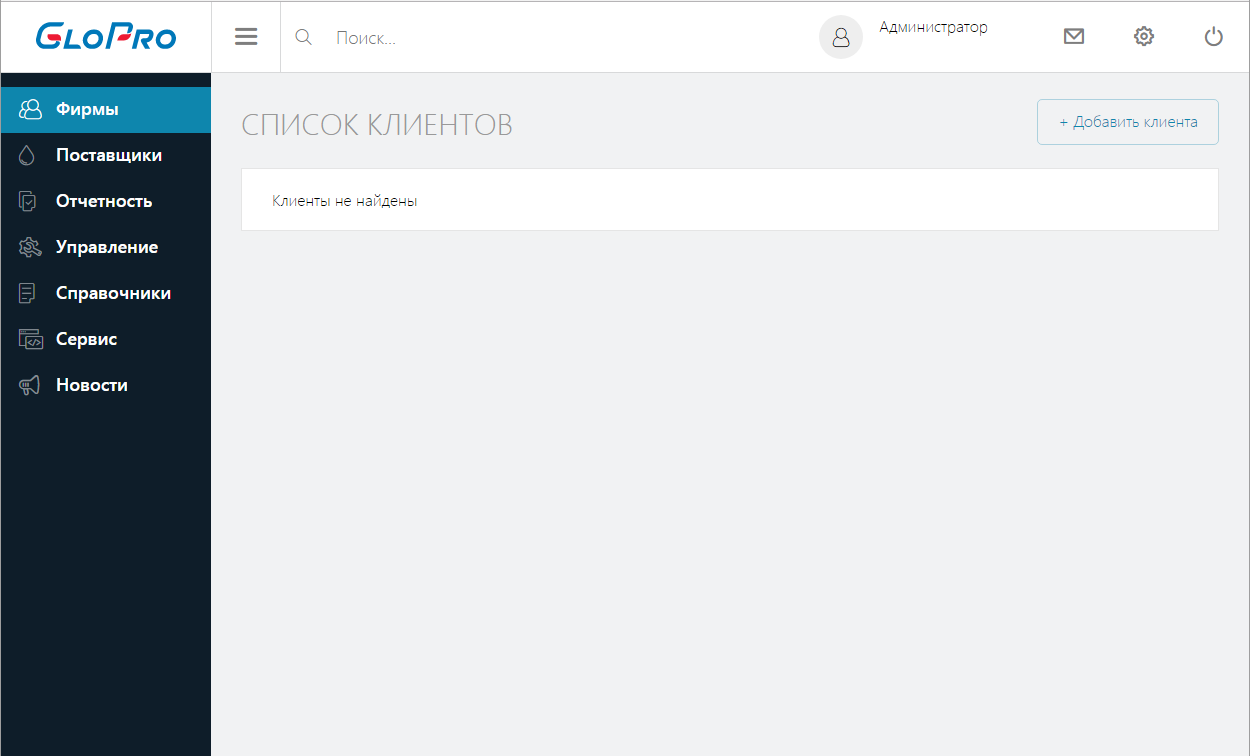 GLOPRO
Поиск...
Администратор
Фирмы
Поставщики
Отчетность
Управление
Справочники
Сервис
Новости
СПИСОК КЛИЕНТОВ
+ Добавить клиента
Клиенты не найдены